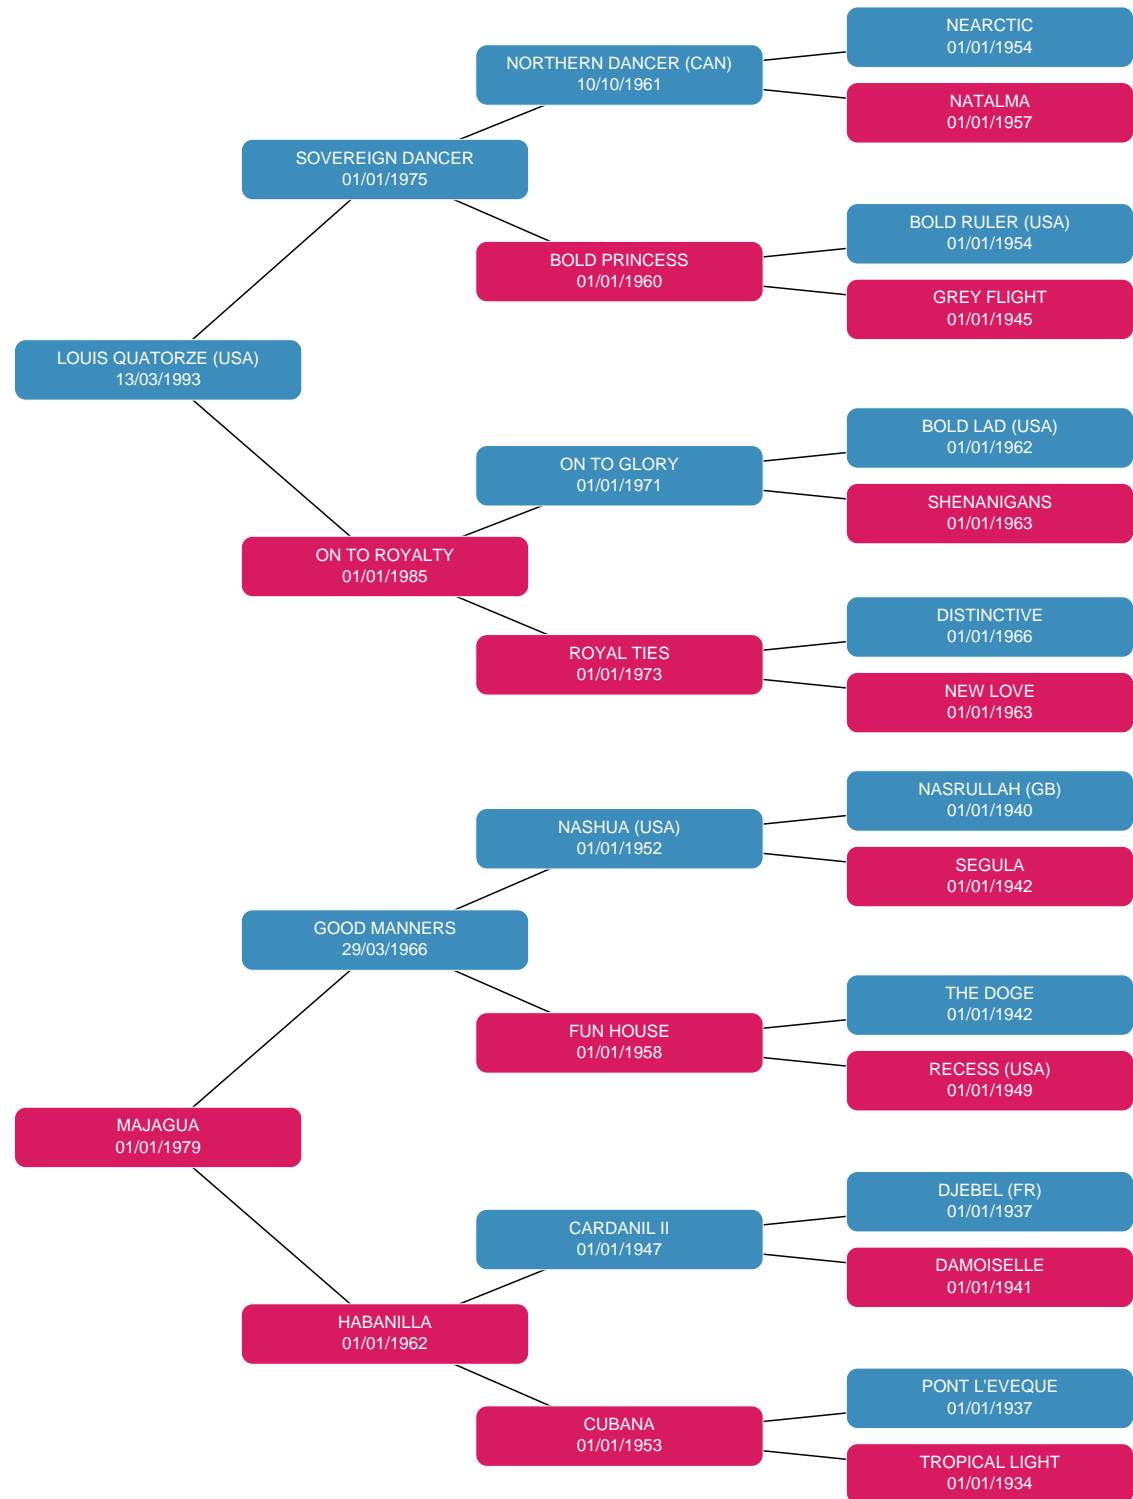 NEARCTIC
01/01/1954
NORTHERN DANCER (CAN)
10/10/1961
NATALMA
01/01/1957
SOVEREIGN DANCER
01/01/1975
BOLD RULER (USA)
01/01/1954
BOLD PRINCESS
01/01/1960
GREY FLIGHT
01/01/1945
LOUIS QUATORZE (USA)
13/03/1993
BOLD LAD (USA)
01/01/1962
ON TO GLORY
01/01/1971
SHENANIGANS
01/01/1963
ON TO ROYALTY
01/01/1985
DISTINCTIVE
01/01/1966
ROYAL TIES
01/01/1973
NEW LOVE
01/01/1963
NASRULLAH (GB)
01/01/1940
NASHUA (USA)
01/01/1952
SEGULA
01/01/1942
GOOD MANNERS
29/03/1966
THE DOGE
01/01/1942
FUN HOUSE
01/01/1958
RECESS (USA)
01/01/1949
MAJAGUA
01/01/1979
DJEBEL (FR)
01/01/1937
CARDANIL II
01/01/1947
DAMOISELLE
01/01/1941
HABANILLA
01/01/1962
PONT L'EVEQUE
01/01/1937
CUBANA
01/01/1953
TROPICAL LIGHT
01/01/1934